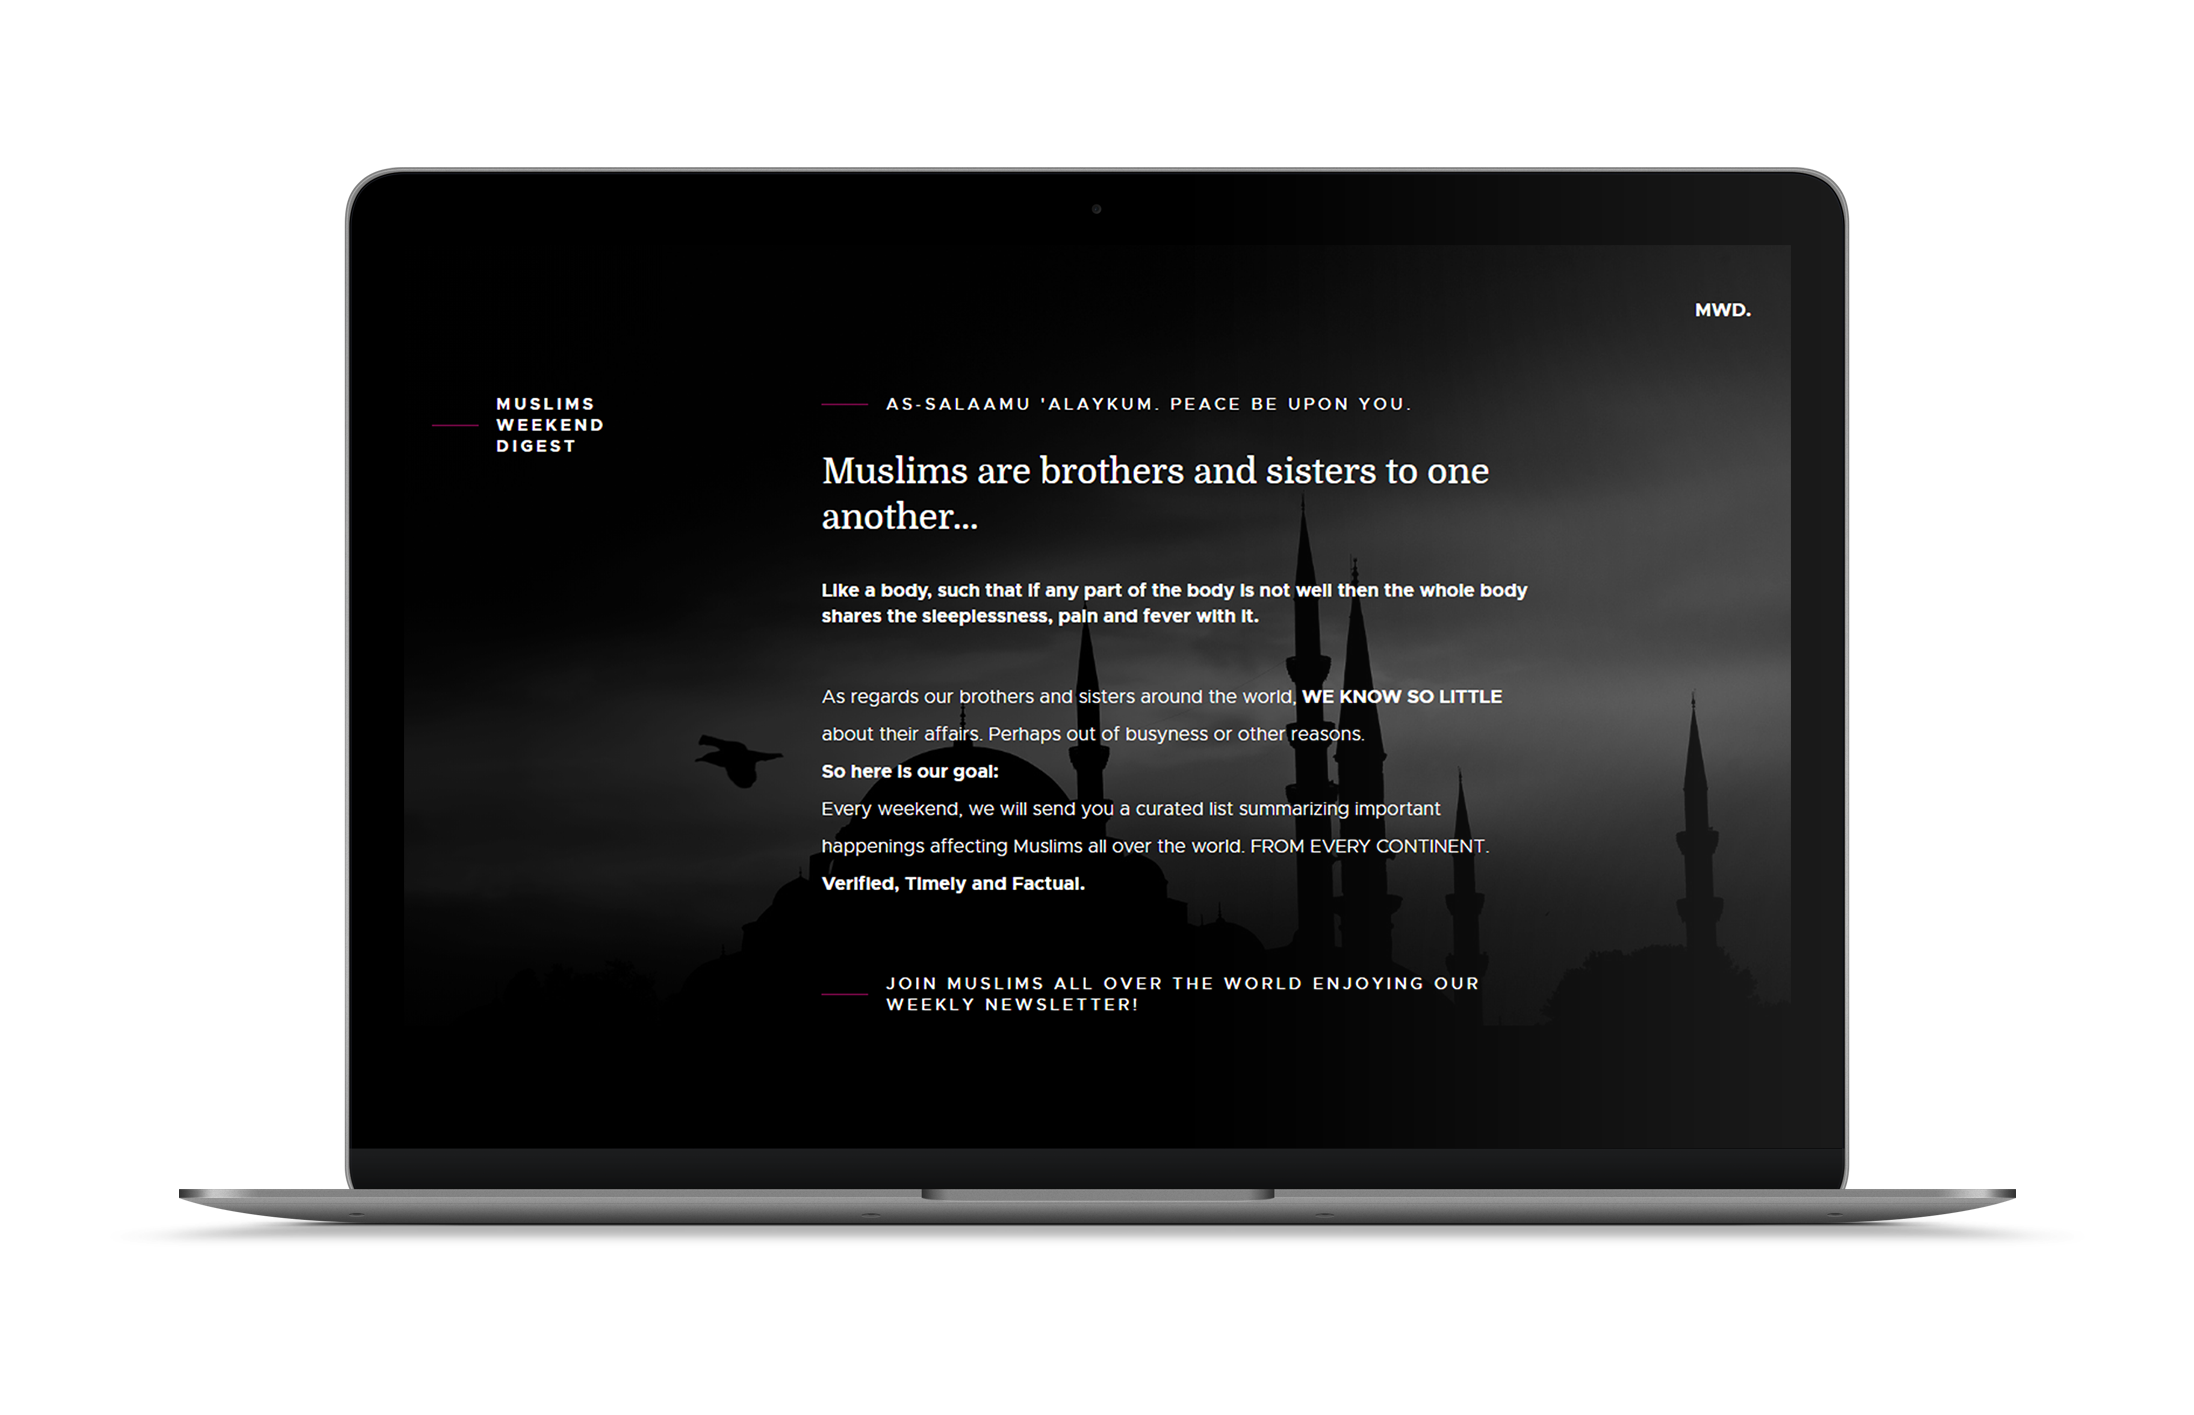 MWD.
MUSLIMS
WEEKEND
DIGEST
AS-SALAAMU 'ALAYKUM. PEACE BE UPON YOU.
Muslims are brothers and sisters to one
another...
Like a body, such that if any part of the body is not well then the whole body
shares the sleeplessness, pain and fever with it.
As regards our brothers and sisters around the world, WE KNOW SO LITTLE
about their affairs. Perhaps out of busyness or other reasons.
So here is our goal:
Every weekend, we will send you a curated list summarizing important
happenings affecting Muslims all over the world. FROM EVERY CONTINENT.
Verified, Timely and Factual.
JOIN MUSLIMS ALL OVER THE WORLD ENJOYING OUR
WEEKLY NEWSLETTER!